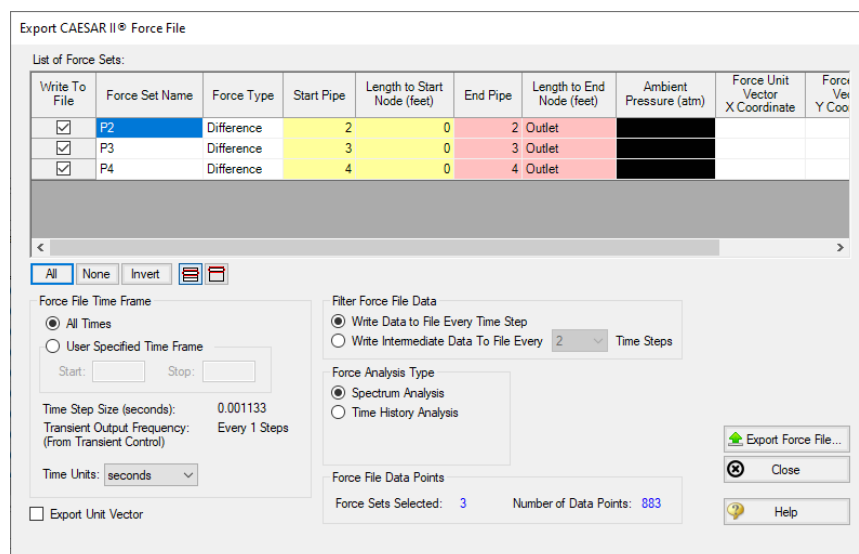 Export CAESAR II® Force File
List of Force Sets:
Write To File Force Set Name Force Type Start Pipe Length to Start Node (feet) End Pipe Length to End Node (feet) Ambient Pressure (atm) Force Unit Vector X Coordinate
P2 Difference 2 0 2 Outlet
P3 Difference 3 0 3 Outlet
P4 Difference 4 0 4 Outlet
All None Invert
Force File Time Frame
All Times
User Specified Time Frame
Start: Stop:
Time Step Size (seconds): 0.001133
Transient Output Frequency: Every 1 Steps
(From Transient Control)
Time Units: seconds
Export Unit Vector
Filter Force File Data
Write Data to File Every Time Step
Write Intermediate Data To File Every 2 Time Steps
Force Analysis Type
Spectrum Analysis
Time History Analysis
Force File Data Points
Force Sets Selected: 3 Number of Data Points: 883
Export Force File...
Close
Help